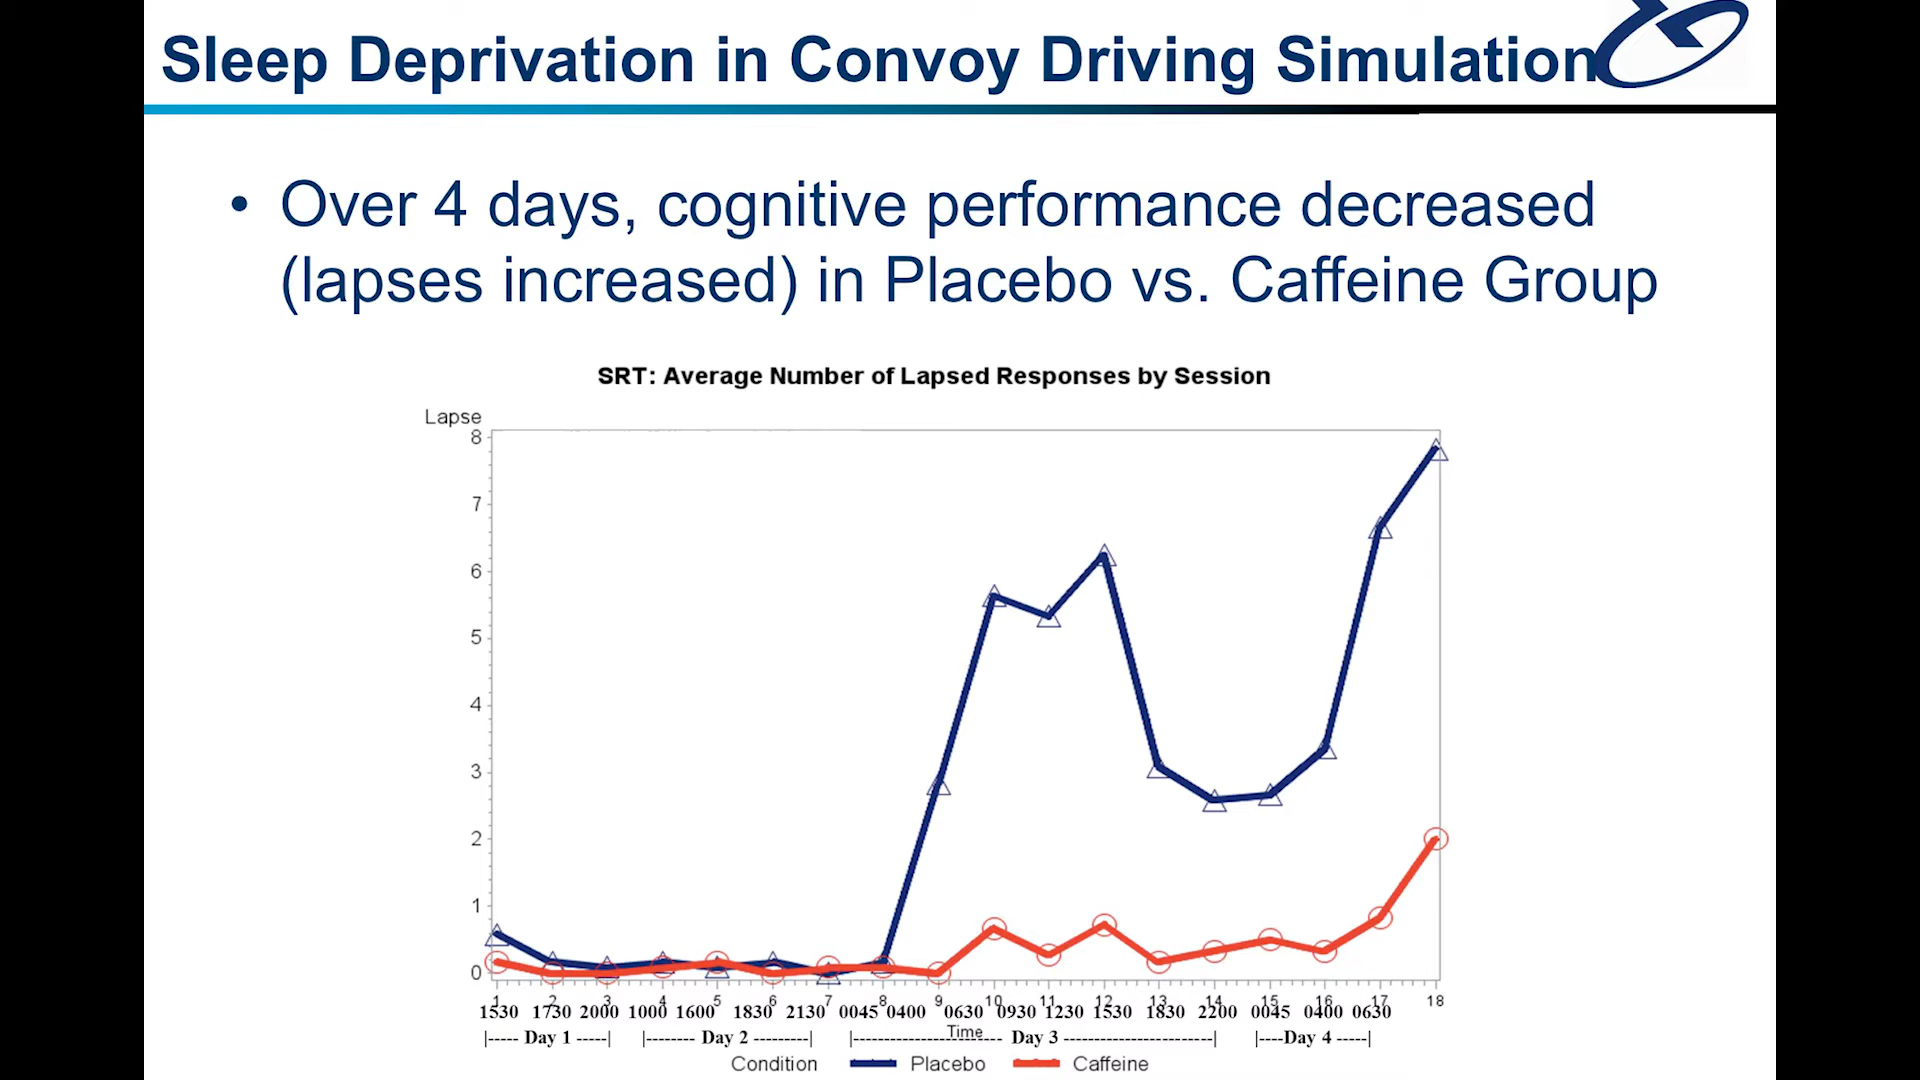 Sleep Deprivation in Convoy Driving Simulation
• Over 4 days, cognitive performance decreased
(lapses increased) in Placebo vs. Caffeine Group
SRT: Average Number of Lapsed Responses by Session
Lapse
8
7
6
5
4
3
2
1
0
1 2 3 4 5 6 7 8 9 10 11 12 13 14 15 16 17 18
1530 1730 2000 1000 1600 1830 2130 0045 0400 0630 0930 1230 1530 1830 2200 0045 0400 0630
Time
|----- Day 1 -----| |-------- Day 2 ---------| |------------------------- Day 3 -------------------------| |----Day 4 -----|
Condition Placebo Caffeine